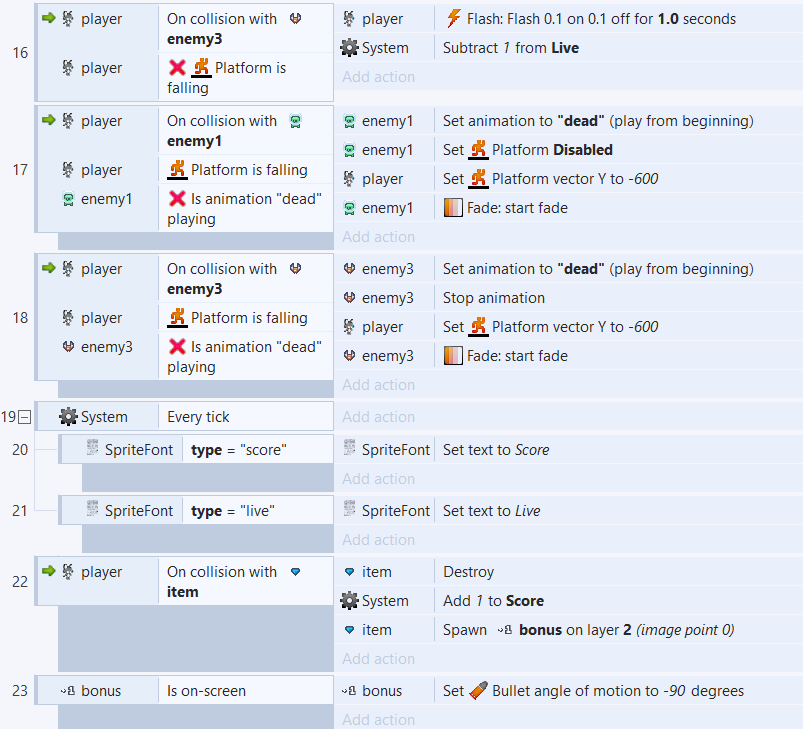 16
player On collision with enemy3
player Flash: Flash 0.1 on 0.1 off for 1.0 seconds
System Subtract 1 from Live
player Platform is falling
Add action
17
player On collision with enemy1
enemy1 Set animation to "dead" (play from beginning)
enemy1 Set Platform Disabled
player Platform is falling
player Set Platform vector Y to -600
enemy1 Is animation "dead" playing
enemy1 Fade: start fade
Add action
18
player On collision with enemy3
enemy3 Set animation to "dead" (play from beginning)
enemy3 Stop animation
player Platform is falling
player Set Platform vector Y to -600
enemy3 Is animation "dead" playing
enemy3 Fade: start fade
Add action
19 System Every tick Add action
20 SpriteFont type = "score" SpriteFont Set text to Score
Add action
21 SpriteFont type = "live" SpriteFont Set text to Live
Add action
22
player On collision with item
item Destroy
System Add 1 to Score
item Spawn bonus on layer 2 (image point 0)
Add action
23 bonus Is on-screen bonus Set Bullet angle of motion to -90 degrees
Add action